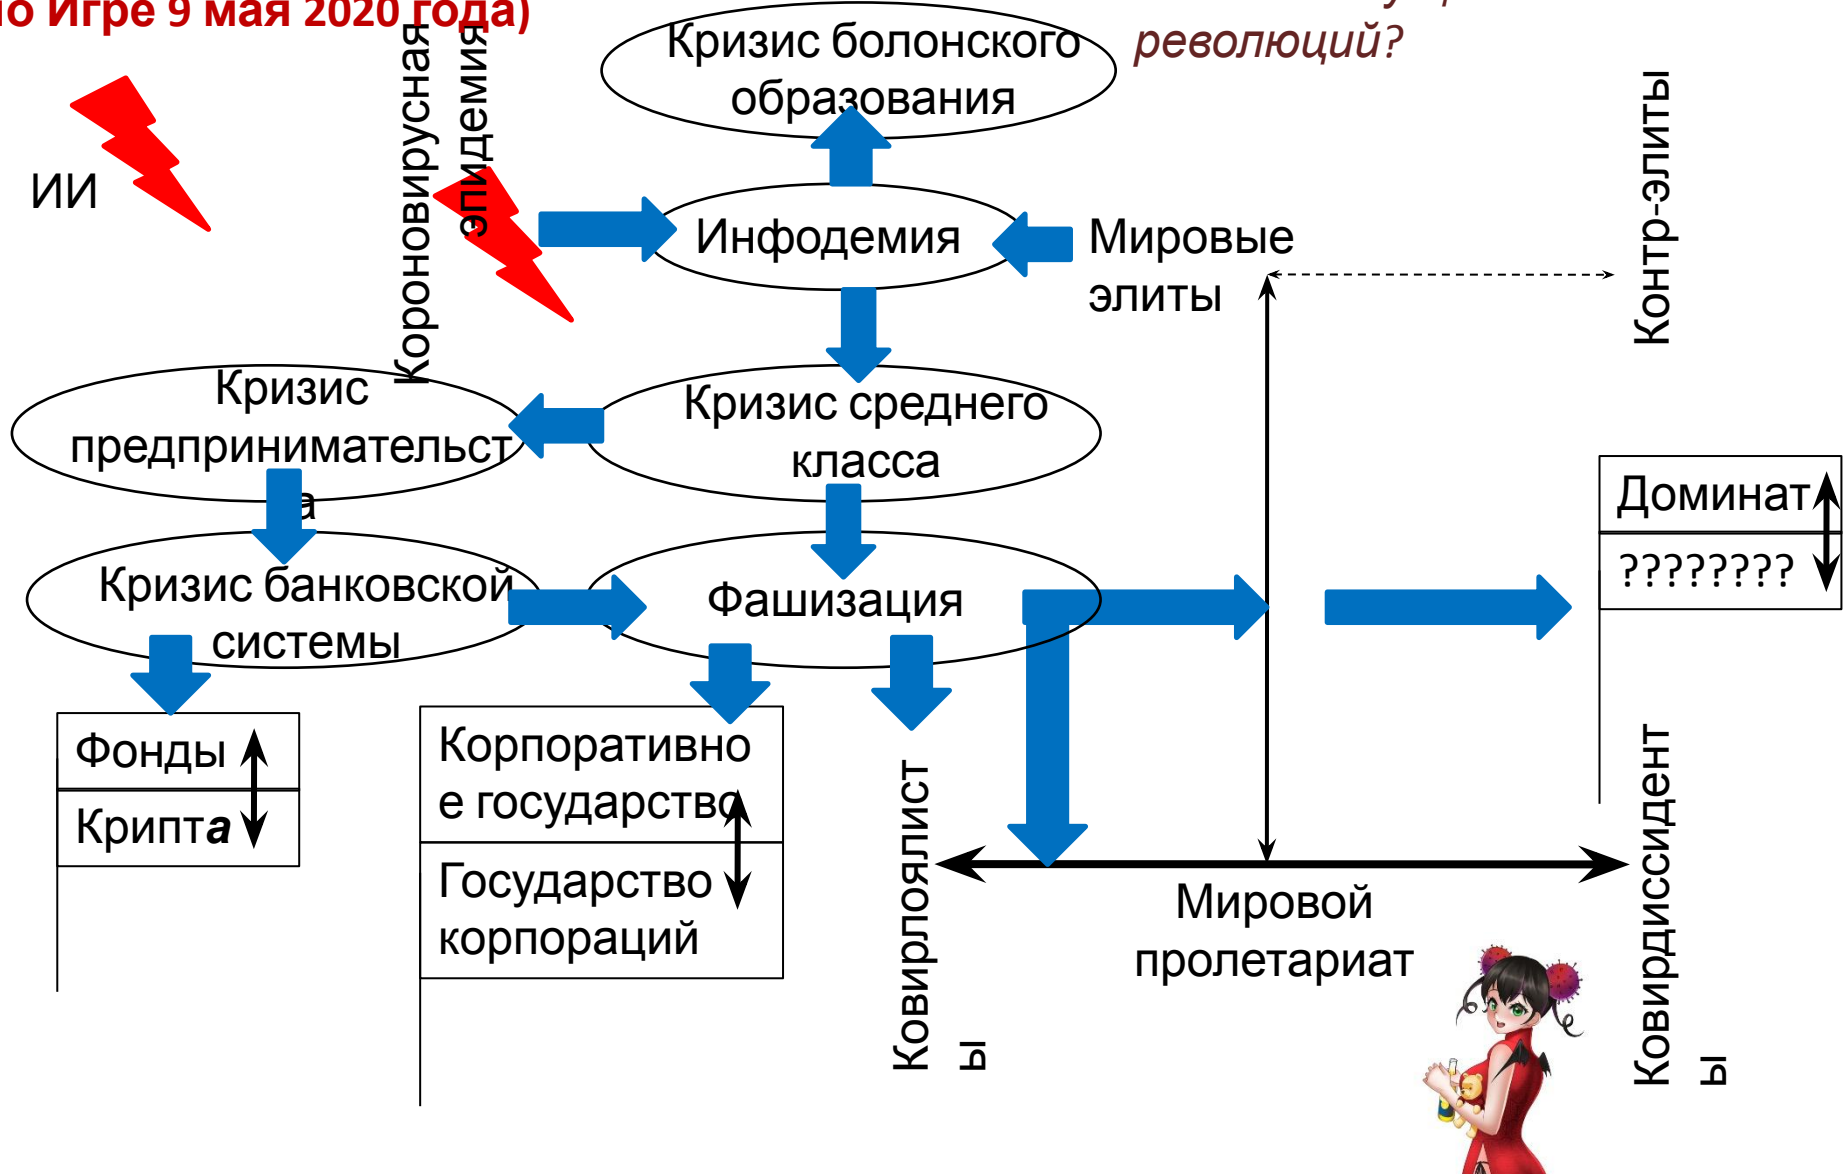 по Игре 9 мая 2020 года)
революций?
Короновирусная
эпидемия
Кризис болонского
образования
ИИ
Инфодемия
Мировые
элиты
Контр-элиты
Кризис
предпринимательст
ва
Кризис среднего
класса
Доминат
????????
Кризис банковской
системы
Фашизация
Фонды
Крипта
Корпоративно
е государство
Государство
корпораций
Ковирлоялист
ы
Мировой
пролетариат
Ковирдиссидент
ы